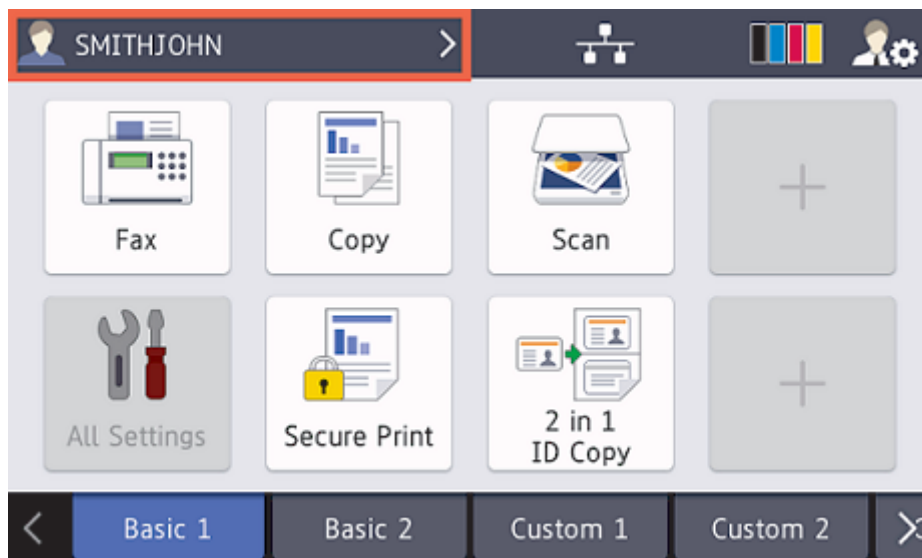 SMITHJOHN
Fax
Copy
Scan
All Settings
Secure Print
2 in 1
ID Copy
Basic 1
Basic 2
Custom 1
Custom 2